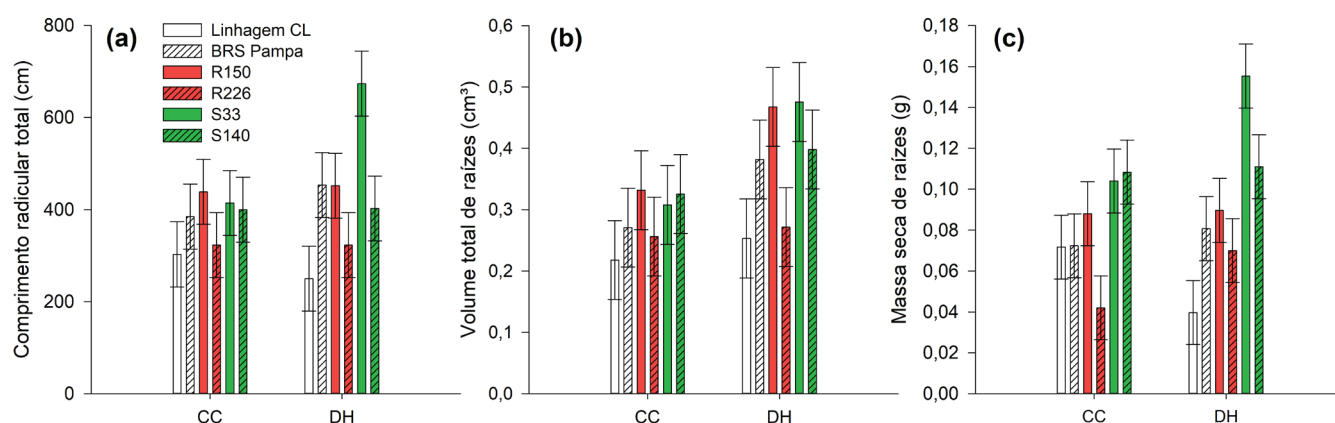 (a)
Comprimento radicular total (cm)
800
600
400
200
0
Linhagem CL
BRS Pampa
R150
R226
S33
S140
CC
DH
(b)
Volume total de raízes (cm³)
0,6
0,5
0,4
0,3
0,2
0,1
0,0
CC
DH
(c)
Massa seca de raízes (g)
0,18
0,16
0,14
0,12
0,10
0,08
0,06
0,04
0,02
0,00
CC
DH